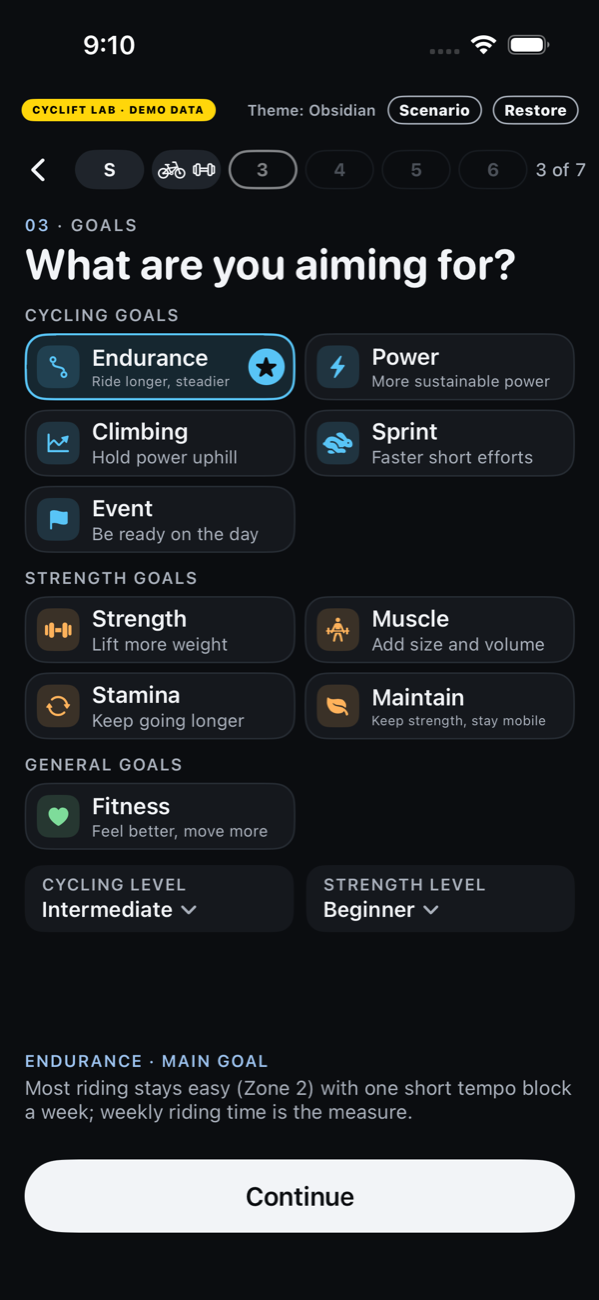 9:10
CYCLIFT LAB · DEMO DATA
Theme: Obsidian
Scenario
Restore
S
3
4
5
6
3 of 7
03 · GOALS
What are you aiming for?
CYCLING GOALS
Endurance
Ride longer, steadier
Power
More sustainable power
Climbing
Hold power uphill
Sprint
Faster short efforts
Event
Be ready on the day
STRENGTH GOALS
Strength
Lift more weight
Muscle
Add size and volume
Stamina
Keep going longer
Maintain
Keep strength, stay mobile
GENERAL GOALS
Fitness
Feel better, move more
CYCLING LEVEL
Intermediate
STRENGTH LEVEL
Beginner
ENDURANCE · MAIN GOAL
Most riding stays easy (Zone 2) with one short tempo block
a week; weekly riding time is the measure.
Continue